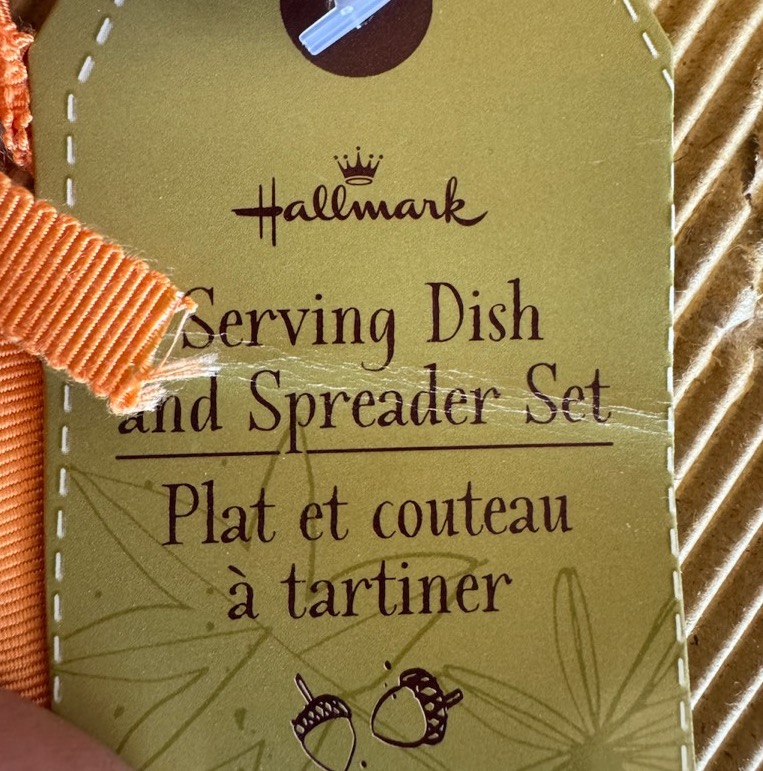 Hallmark
Serving Dish
and Spreader Set
Plat et couteau
à tartiner